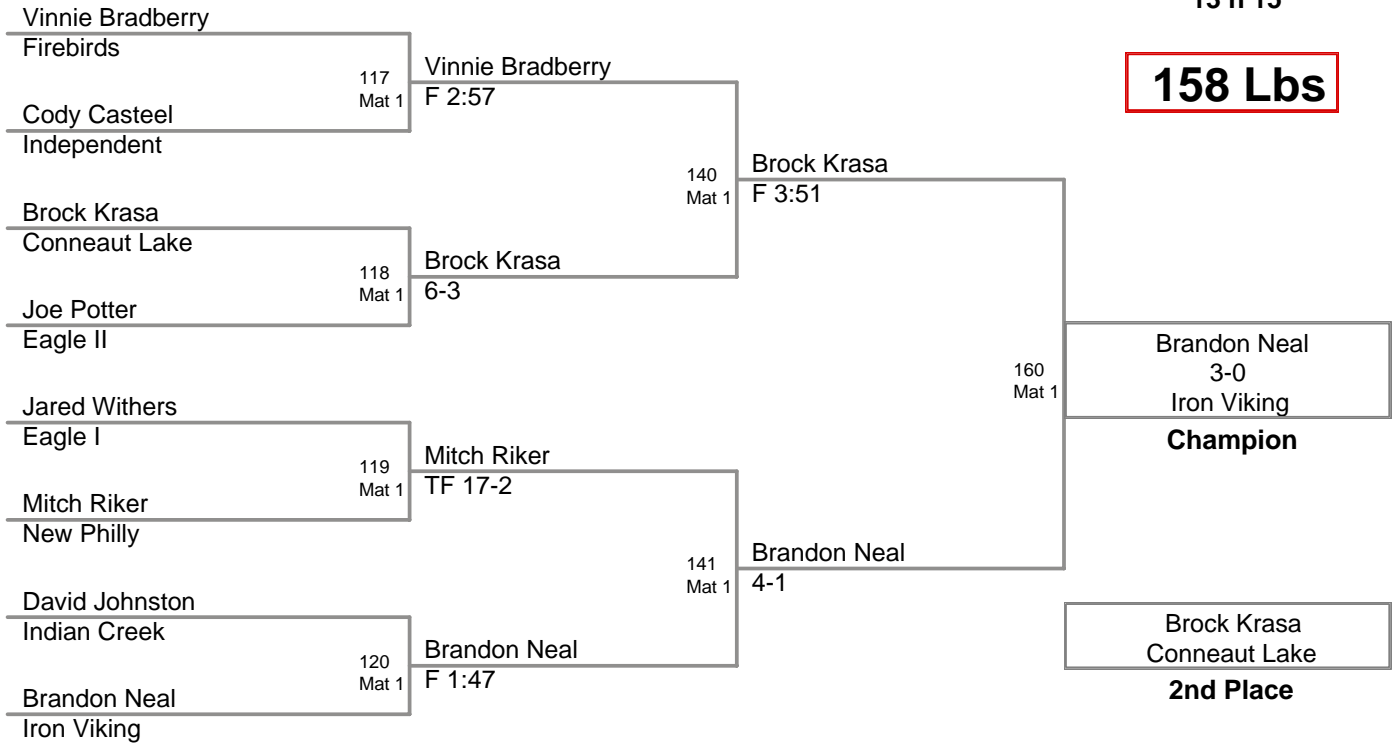 Vinnie Bradberry
Firebirds
117
Mat 1
Cody Casteel
Independent
Vinnie Bradberry
F 2:57
Brock Krasa
Conneaut Lake
118
Mat 1
Joe Potter
Eagle II
Brock Krasa
6-3
140
Mat 1
Brock Krasa
F 3:51
Jared Withers
Eagle I
119
Mat 1
Mitch Riker
New Philly
Mitch Riker
TF 17-2
David Johnston
Indian Creek
120
Mat 1
Brandon Neal
Iron Viking
Brandon Neal
F 1:47
141
Mat 1
Brandon Neal
4-1
160
Mat 1
158 Lbs
Brandon Neal
3-0
Iron Viking
Champion
Brock Krasa
Conneaut Lake
2nd Place